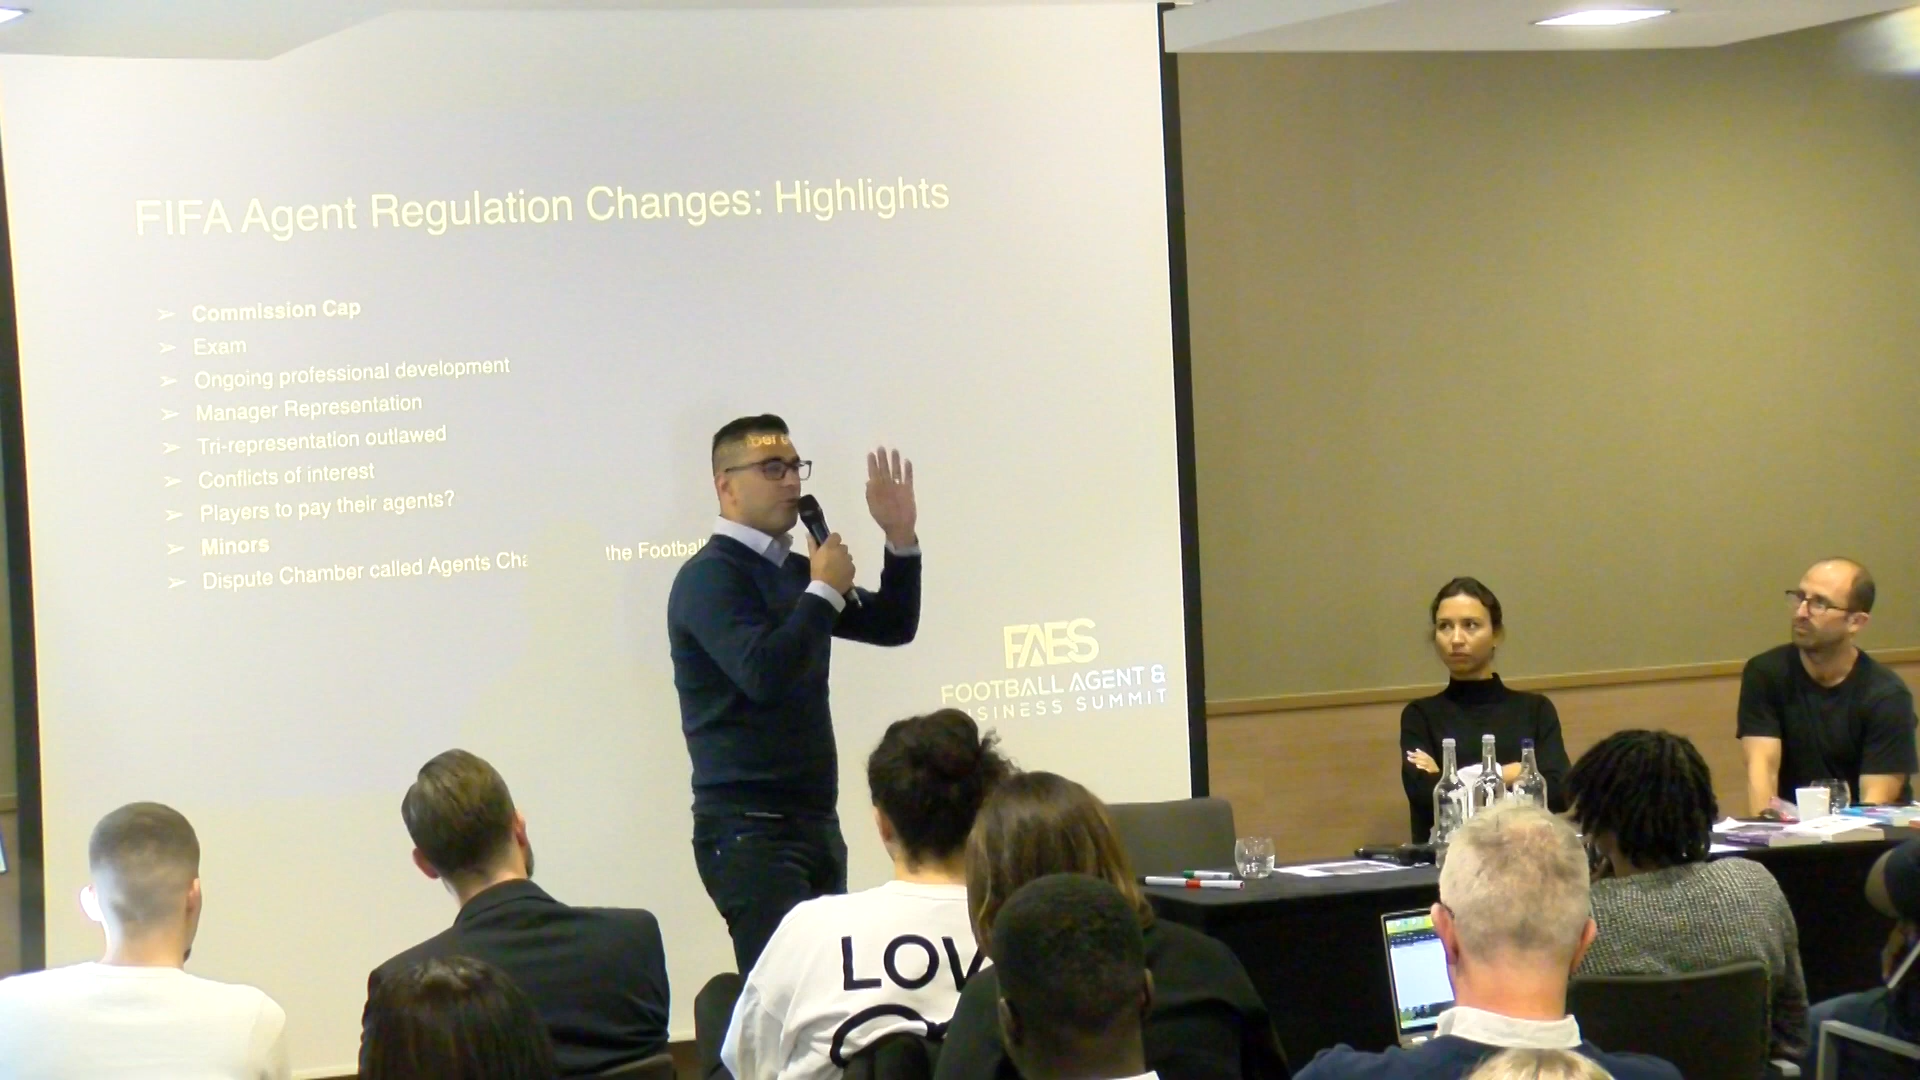 FIFA Agent Regulation Changes: Highlights
➢ Commission Cap
➢ Exam
➢ Ongoing professional development
➢ Manager Representation
➢ Tri-representation outlawed
➢ Conflicts of interest
➢ Players to pay their agents?
➢ Minors
➢ Dispute Chamber called Agents Cha the Football
FAES
FOOTBALL AGENT &
SINESS SUMMIT
LOV